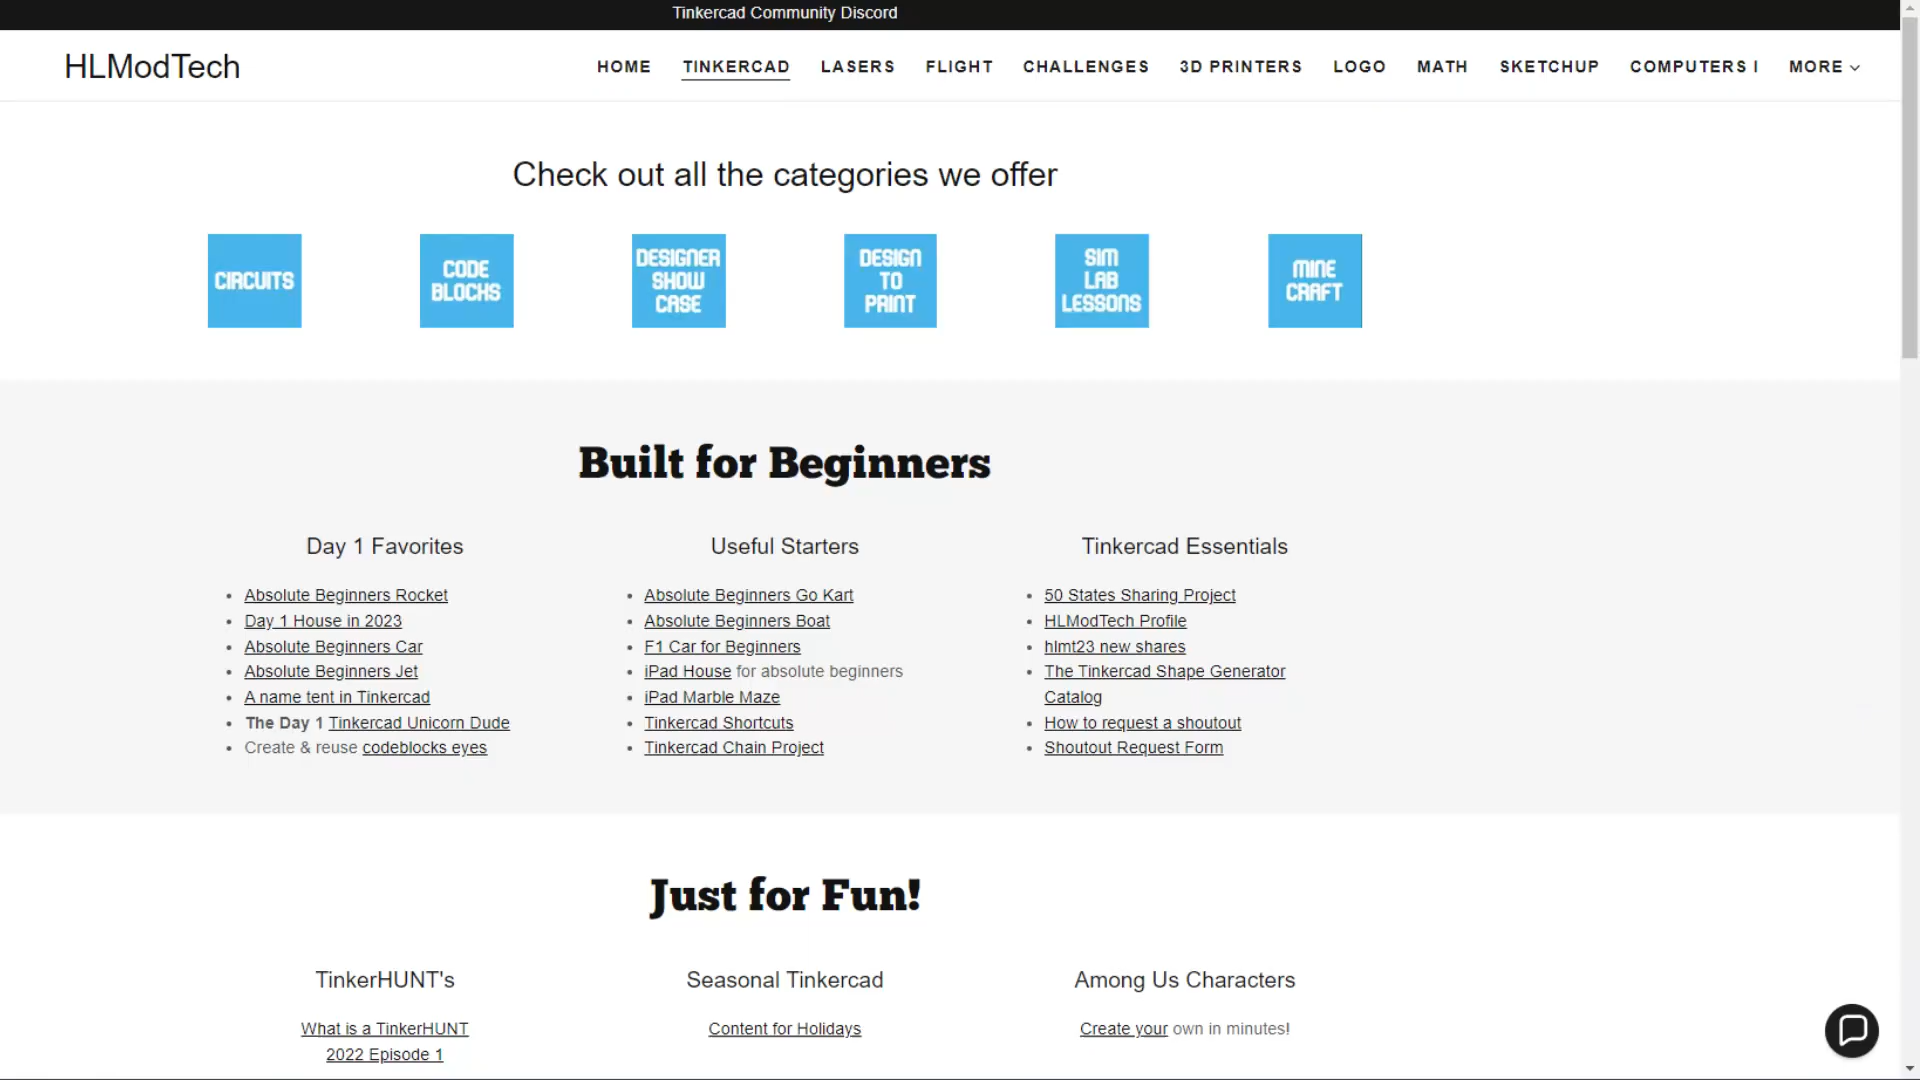 Tinkercad Community Discord
HLModTech
HOME TINKERCAD LASERS FLIGHT CHALLENGES 3D PRINTERS LOGO MATH SKETCHUP COMPUTERS I MORE
Check out all the categories we offer
CIRCUITS
CODE
BLOCKS
DESIGNER
SHOW
CASE
DESIGN
TO
PRINT
SIM
LAB
LESSONS
MINE
CRAFT
Built for Beginners
Day 1 Favorites
Absolute Beginners Rocket
Day 1 House in 2023
Absolute Beginners Car
Absolute Beginners Jet
A name tent in Tinkercad
The Day 1 Tinkercad Unicorn Dude
Create & reuse codeblocks eyes
Useful Starters
Absolute Beginners Go Kart
Absolute Beginners Boat
F1 Car for Beginners
iPad House for absolute beginners
iPad Marble Maze
Tinkercad Shortcuts
Tinkercad Chain Project
Tinkercad Essentials
50 States Sharing Project
HLModTech Profile
hlmt23 new shares
The Tinkercad Shape Generator
Catalog
How to request a shoutout
Shoutout Request Form
Just for Fun!
TinkerHUNT's
What is a TinkerHUNT
2022 Episode 1
Seasonal Tinkercad
Content for Holidays
Among Us Characters
Create your own in minutes!